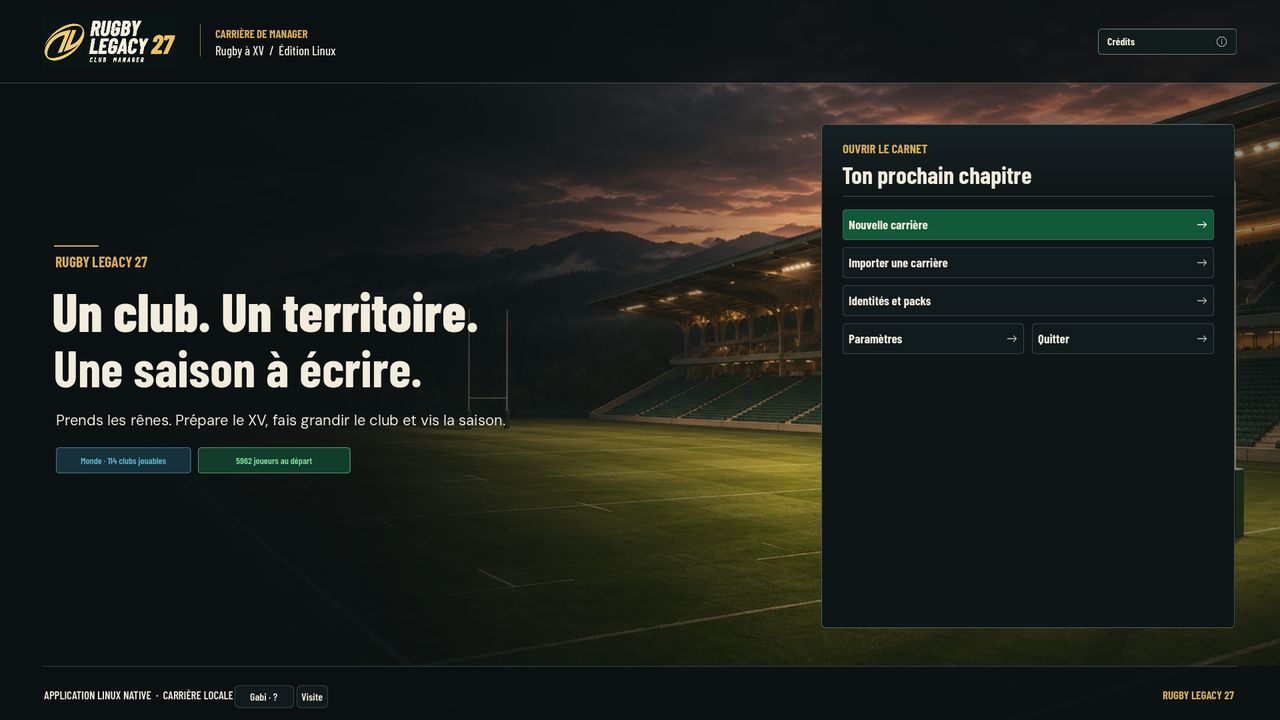 RUGBY
LEGACY 27
CLUB MANAGER
CARRIÈRE DE MANAGER
Rugby à XV / Édition Linux
Crédits
RUGBY LEGACY 27
Un club. Un territoire.
Une saison à écrire.
Prends les rênes. Prépare le XV, fais grandir le club et vis la saison.
Monde · 114 clubs jouables
5962 joueurs au départ
OUVRIR LE CARNET
Ton prochain chapitre
Nouvelle carrière
Importer une carrière
Identités et packs
Paramètres
Quitter
APPLICATION LINUX NATIVE · CARRIÈRE LOCALE
Gabi · ?
Visite
RUGBY LEGACY 27